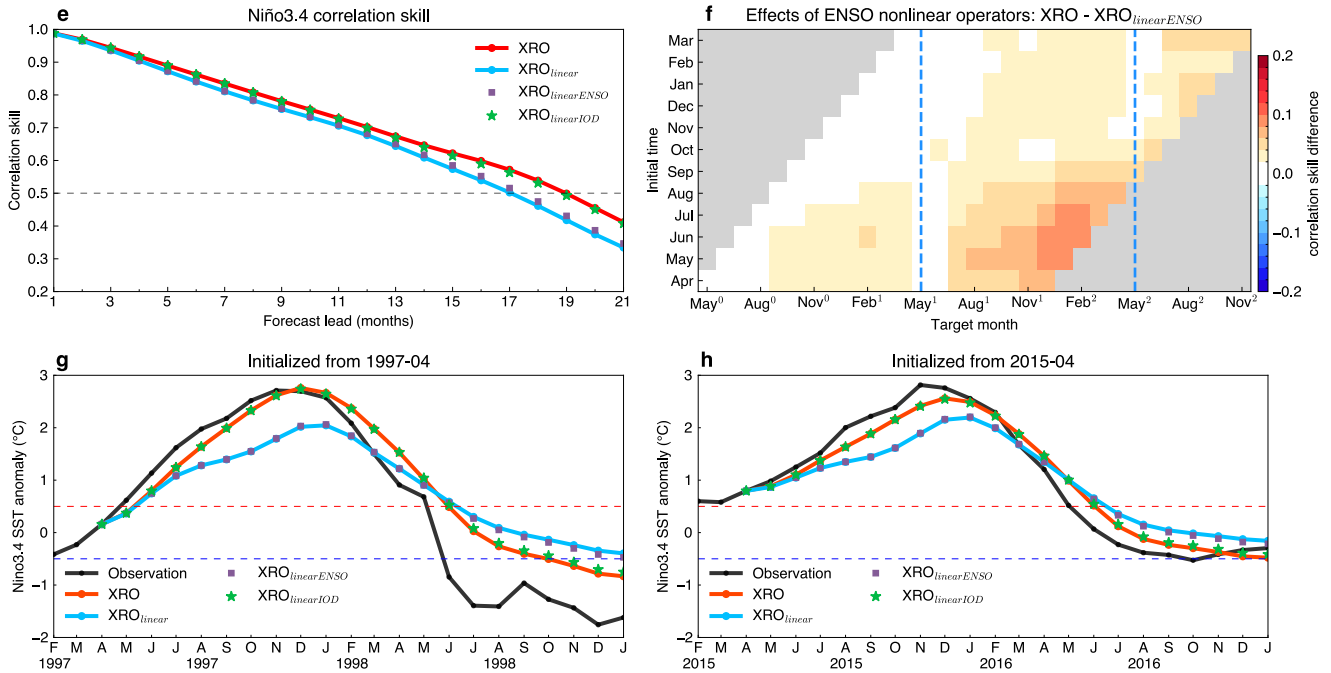 e Niño3.4 correlation skill
Correlation skill
1.0
0.9
0.8
0.7
0.6
0.5
0.4
0.3
0.2
XRO
XRO_linear
XRO_linearENSO
XRO_linearIOD
1 3 5 7 9 11 13 15 17 19 21
Forecast lead (months)
f Effects of ENSO nonlinear operators: XRO - XRO_linearENSO
Initial time
Mar
Feb
Jan
Dec
Nov
Oct
Sep
Aug
Jul
Jun
May
Apr
May⁰ Aug⁰ Nov⁰ Feb¹ May¹ Aug¹ Nov¹ Feb² May² Aug² Nov²
Target month
0.2
0.1
0.0
-0.1
-0.2
correlation skill difference
g Initialized from 1997-04
Nino3.4 SST anomaly (°C)
3
2
1
0
−1
−2
Observation
XRO
XRO_linear
XRO_linearENSO
XRO_linearIOD
F M A M J J A S O N D J F M A M J J A S O N D J
1997 1997 1998 1998
h Initialized from 2015-04
Nino3.4 SST anomaly (°C)
3
2
1
0
−1
−2
Observation
XRO
XRO_linear
XRO_linearENSO
XRO_linearIOD
F M A M J J A S O N D J F M A M J J A S O N D J
2015 2015 2016 2016